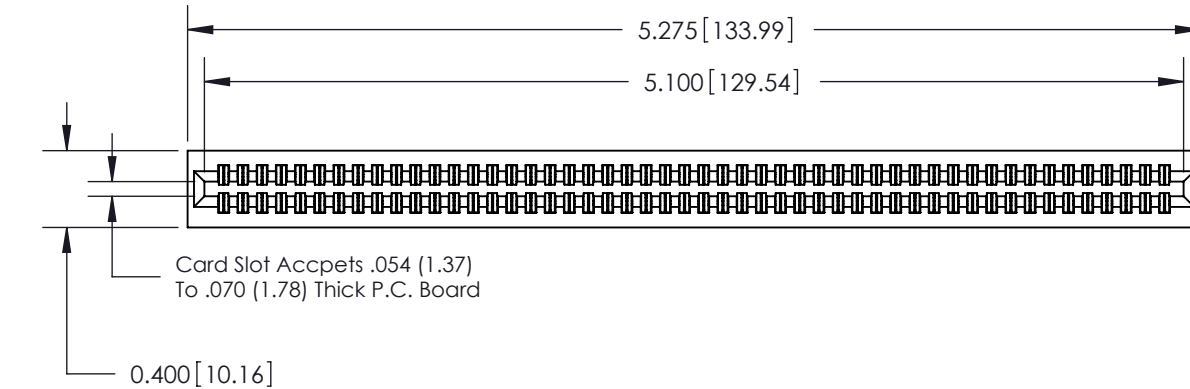 5.275[133.99]
5.100[129.54]
Card Slot Accpets .054 (1.37)
To .070 (1.78) Thick P.C. Board
0.400[10.16]